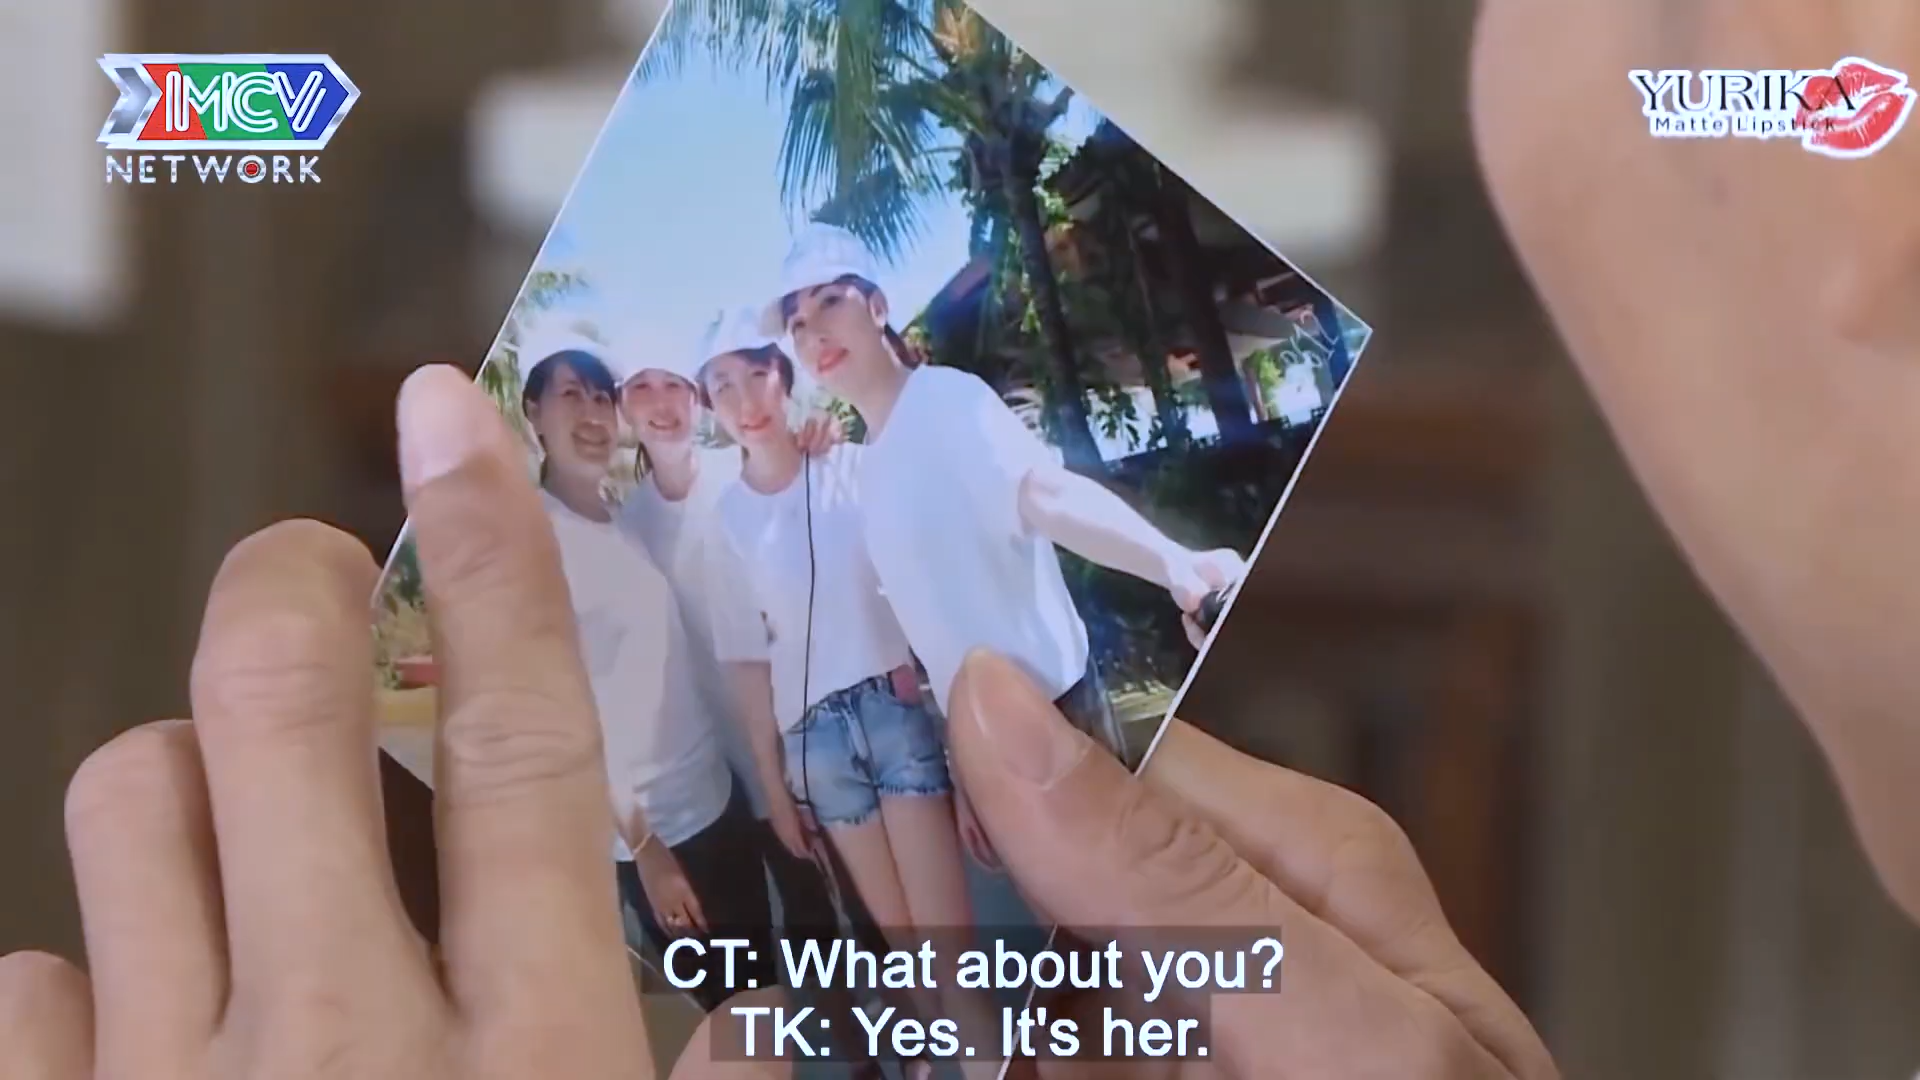 MCV
NETWORK
YURIKA
Matte Lipstick
CT: What about you?
TK: Yes. It's her.